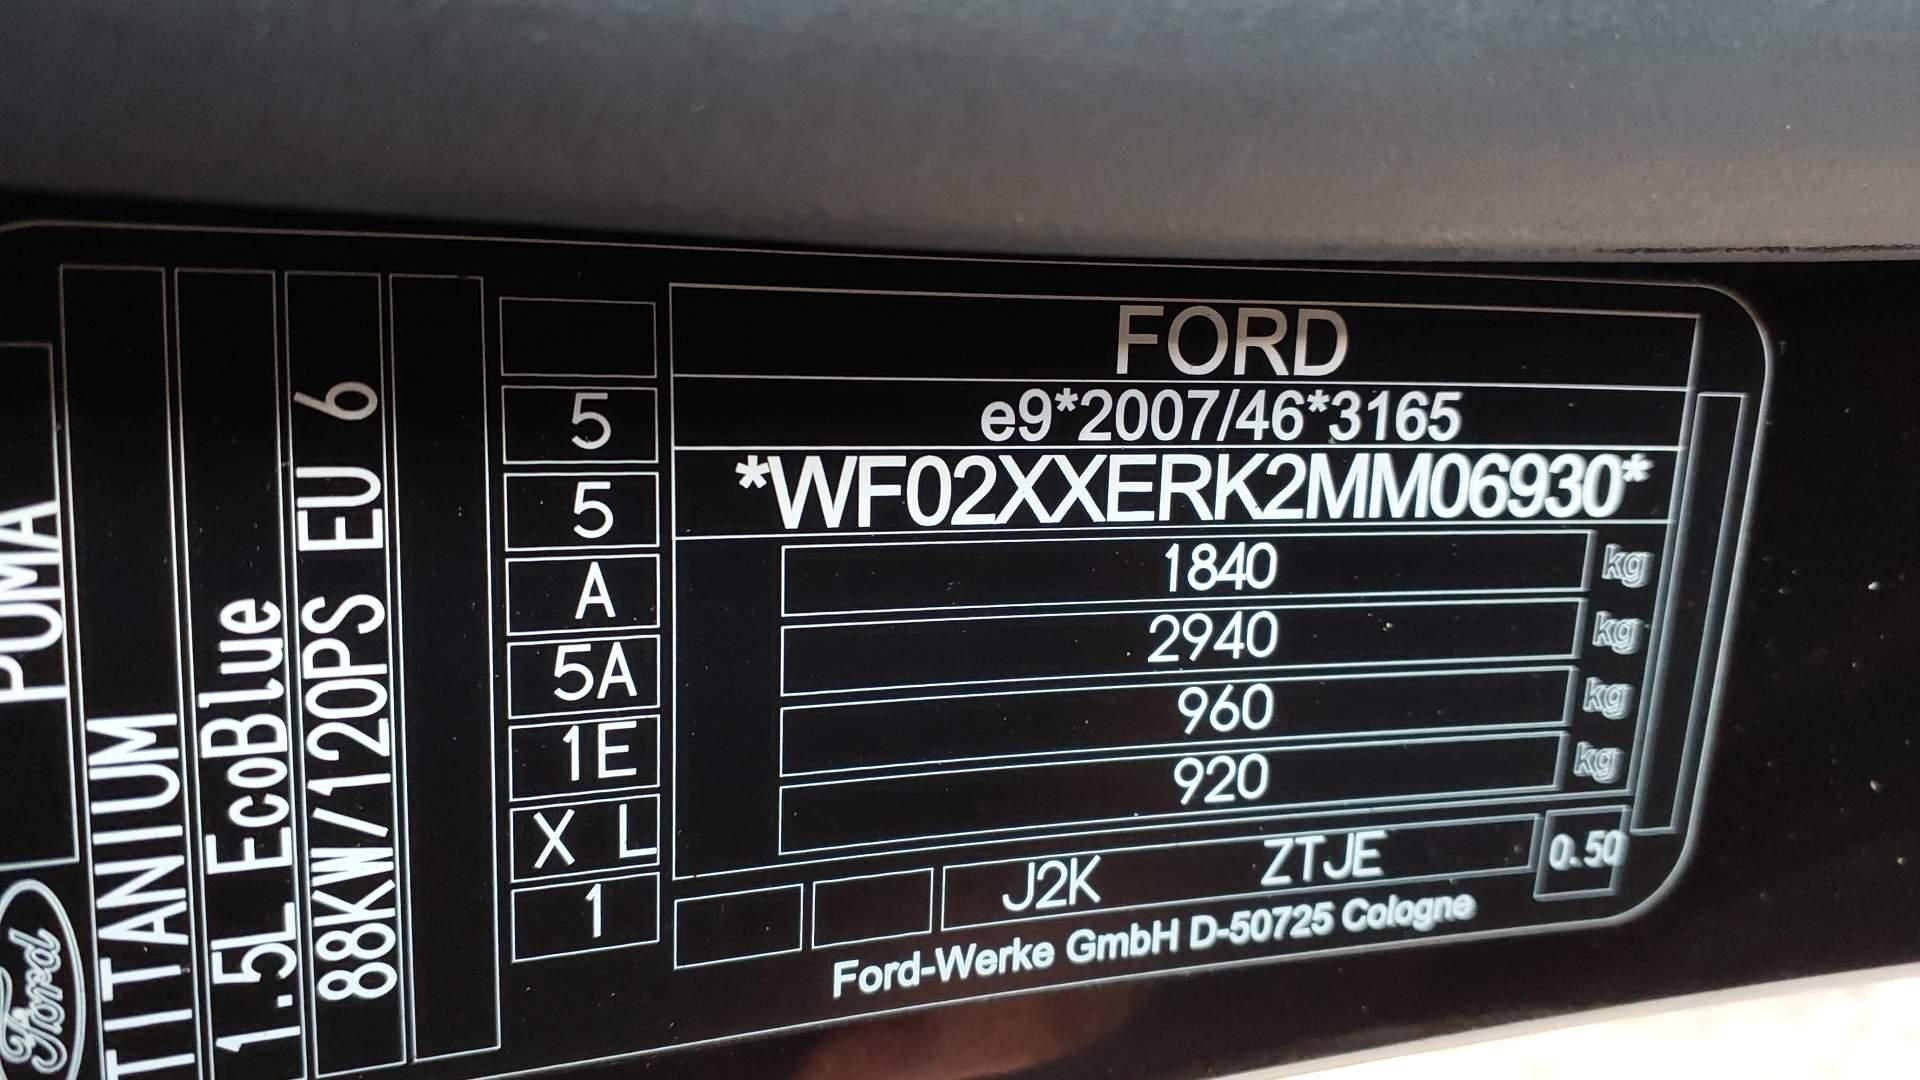 FORD
e9*2007/46*3165
*WF02XXERK2MM06930*
1840 kg
2940 kg
960 kg
920 kg
J2K ZTJE 0.50
Ford-Werke GmbH D-50725 Cologne
5
5
A
5A
1E
X L
1
88KW/120PS EU 6
1.5L EcoBlue
TITANIUM
PUMA
Ford